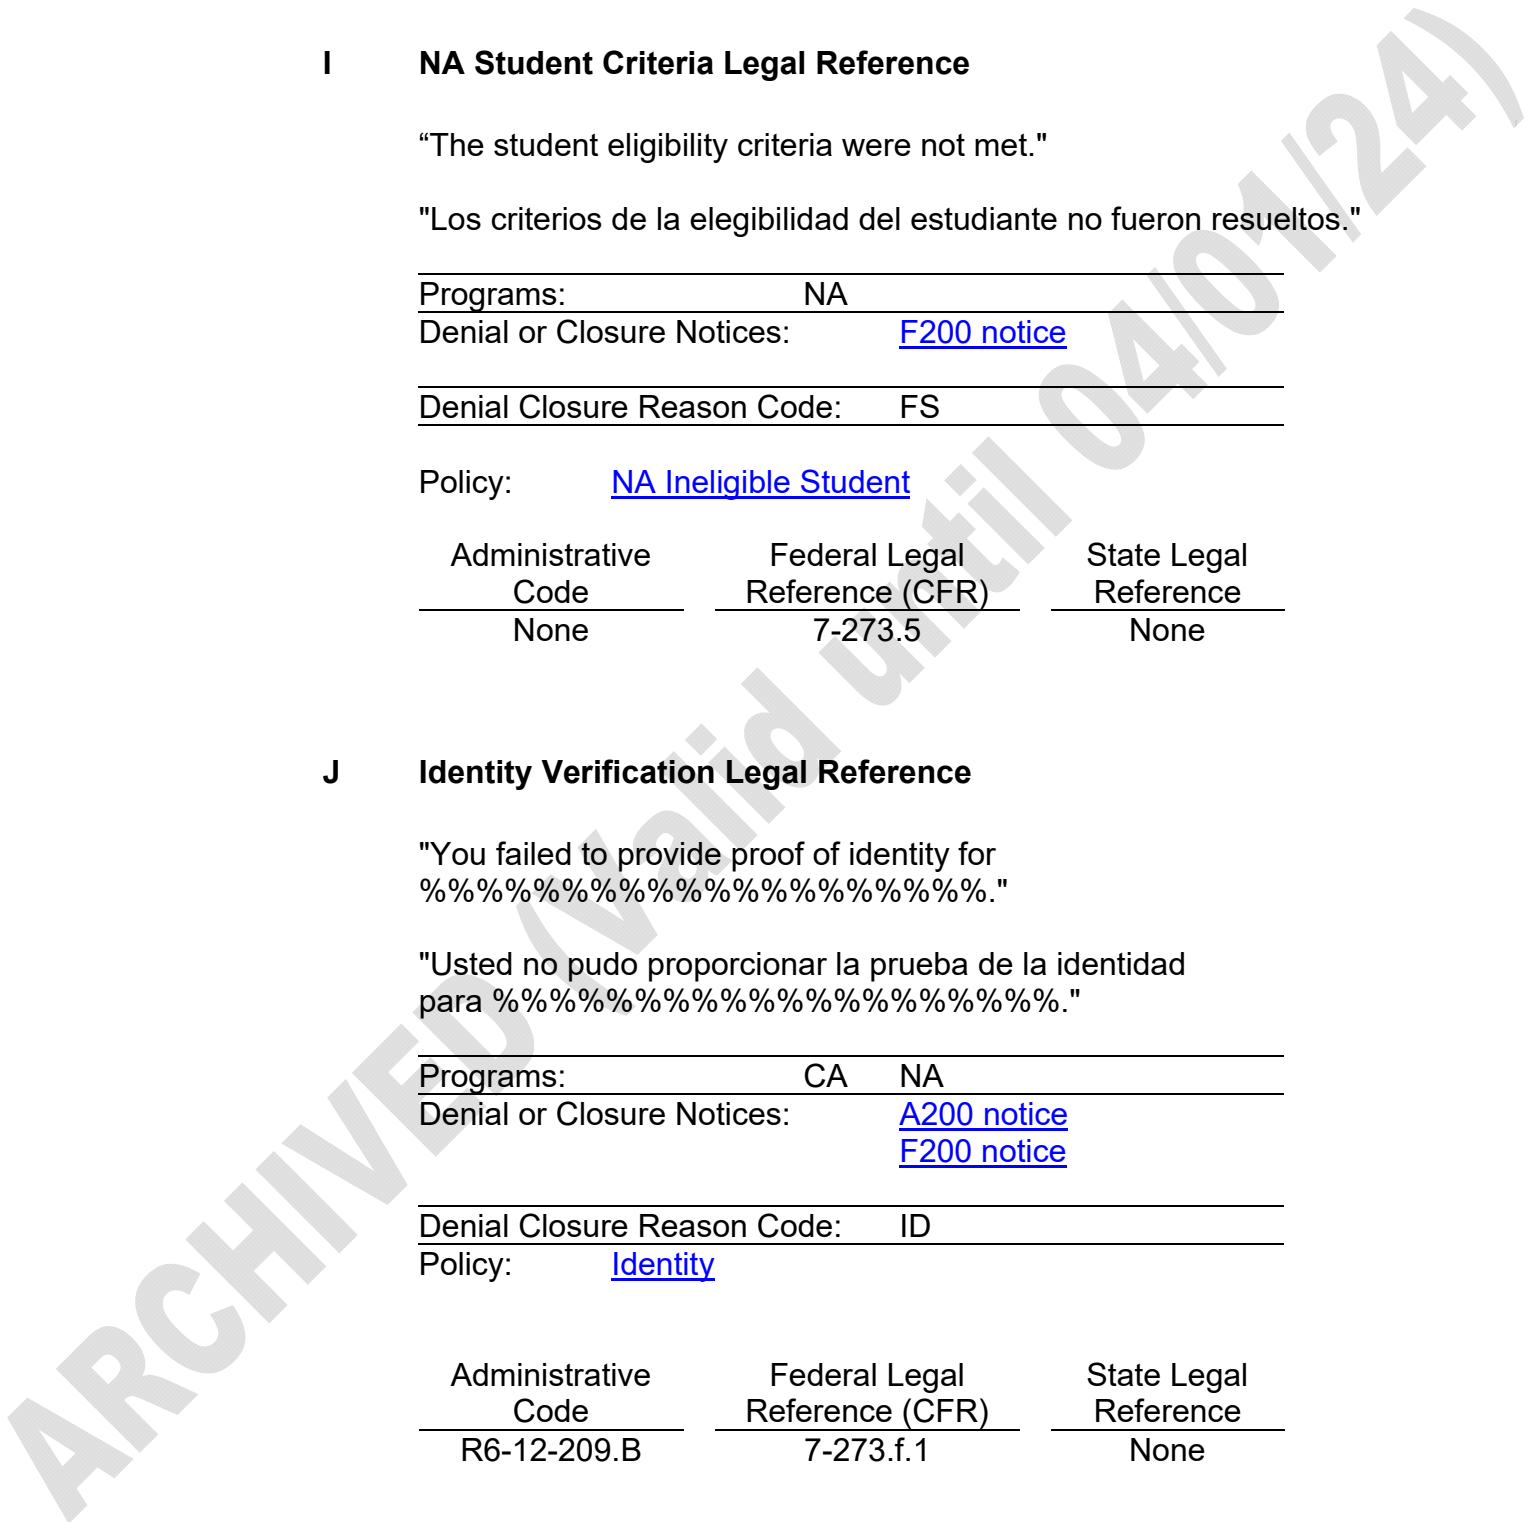 I NA Student Criteria Legal Reference
“The student eligibility criteria were not met."
"Los criterios de la elegibilidad del estudiante no fueron resueltos."
Programs: NA
Denial or Closure Notices: F200 notice
Denial Closure Reason Code: FS
Policy: NA Ineligible Student
Administrative Federal Legal State Legal
Code Reference (CFR) Reference
None 7-273.5 None
J Identity Verification Legal Reference
"You failed to provide proof of identity for
%%%%%%%%%%%%%%%%%%%%."
"Usted no pudo proporcionar la prueba de la identidad
para %%%%%%%%%%%%%%%%%%%%."
Programs: CA NA
Denial or Closure Notices: A200 notice
F200 notice
Denial Closure Reason Code: ID
Policy: Identity
Administrative Federal Legal State Legal
Code Reference (CFR) Reference
R6-12-209.B 7-273.f.1 None
ARCHIVED (Valid until 04/01/24)